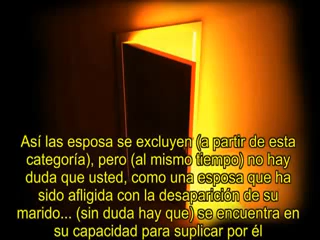 Así las esposa se excluyen (a partir de esta
categoría), pero (al mismo tiempo) no hay
duda que usted, como una esposa que ha
sido afligida con la desaparición de su
marido... (sin duda hay que) se encuentra en
su capacidad para suplicar por él